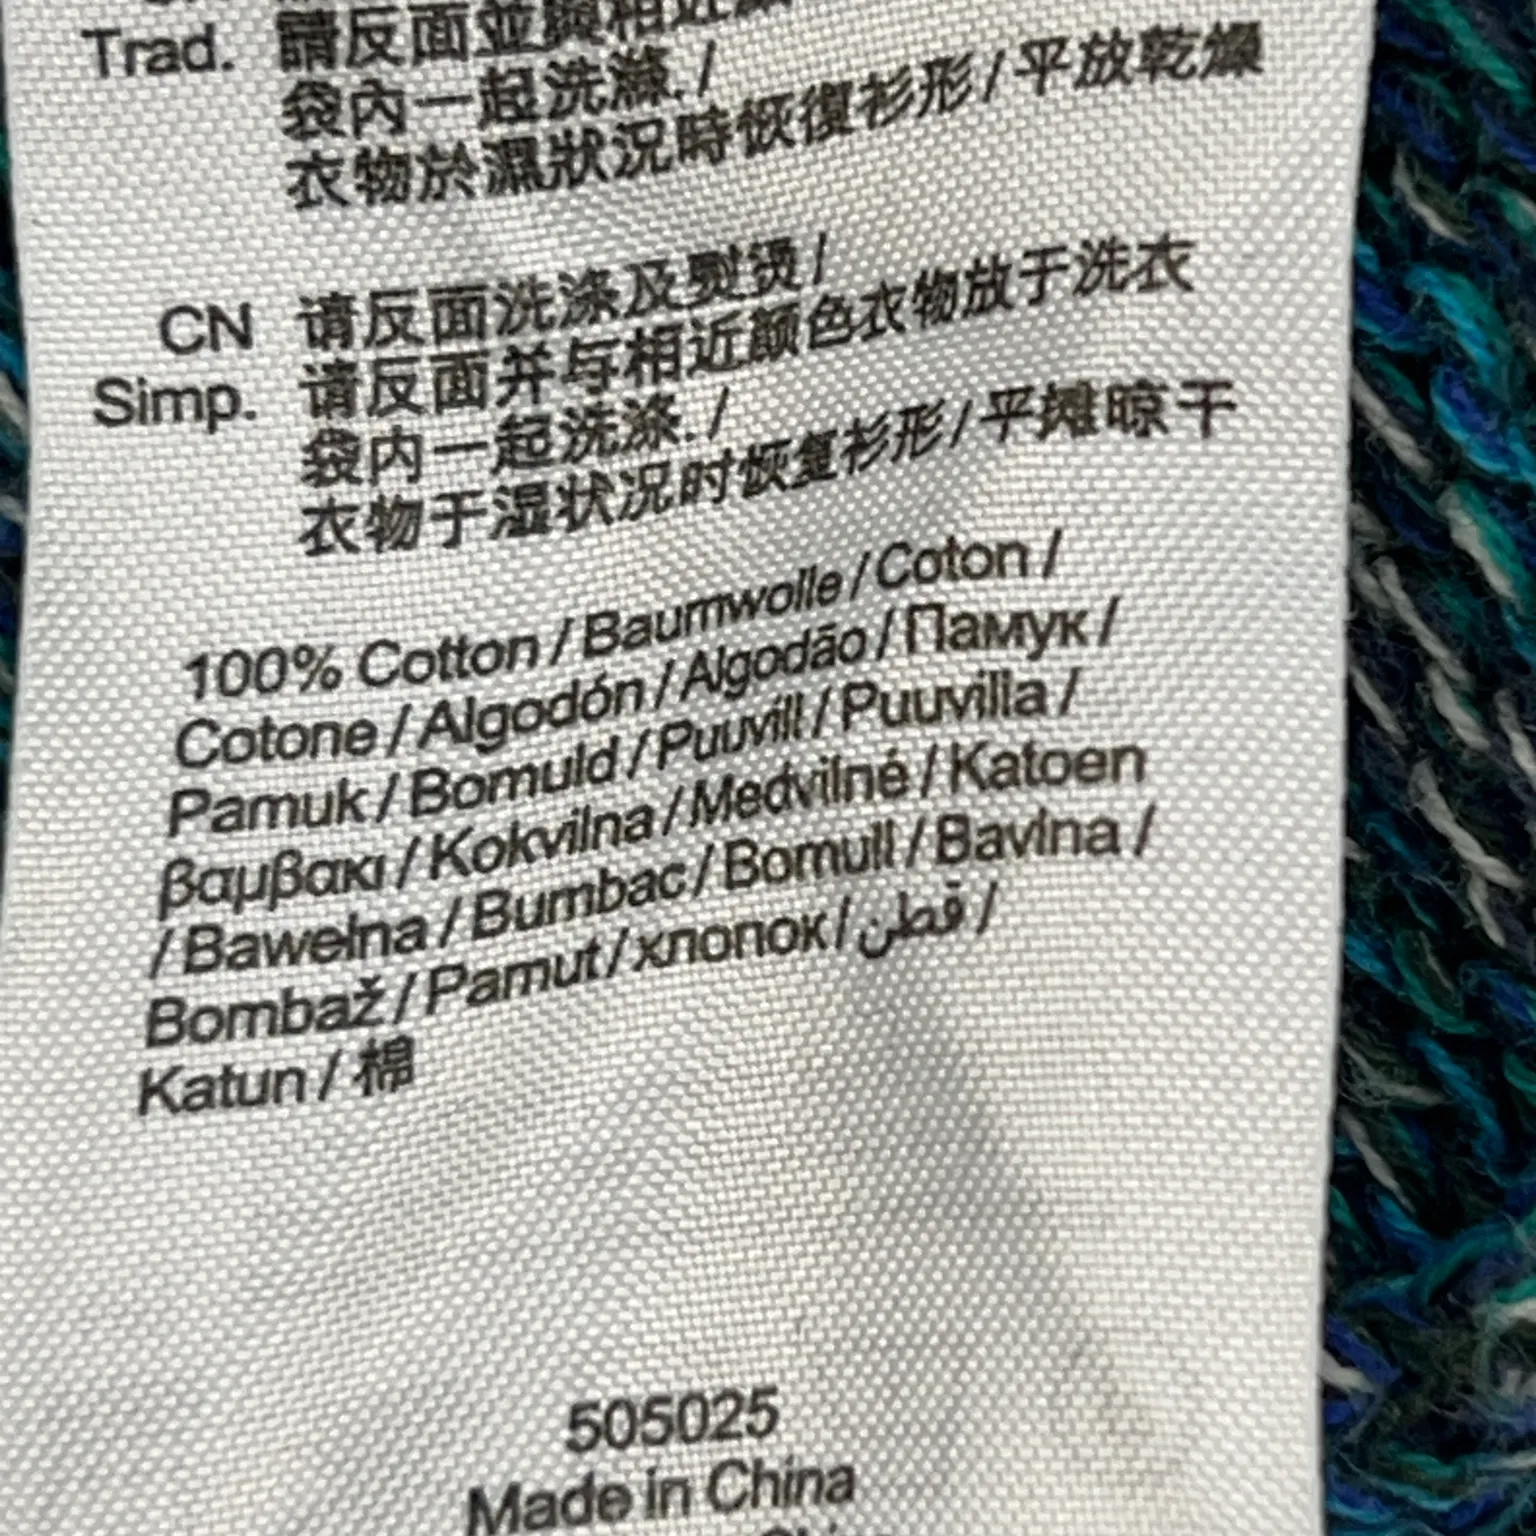 Trad. 請反面並與相近
袋內一起洗滌./
衣物於濕狀況時恢復衫形/平放乾燥
CN 请反面洗涤及熨烫/
Simp. 请反面并与相近颜色衣物放于洗衣
袋内一起洗涤./
衣物于湿状况时恢复衫形/平摊晾干
100% Cotton / Baumwolle / Coton /
Cotone / Algodón / Algodão / Памук /
Pamuk / Bomuld / Puuvill / Puuvilla /
βαμβακι / Kokvilna / Medvilné / Katoen
/ Bawełna / Bumbac / Bomull / Bavlna /
Bombaž / Pamut / хлопок / قطن /
Katun / 棉
505025
Made in China